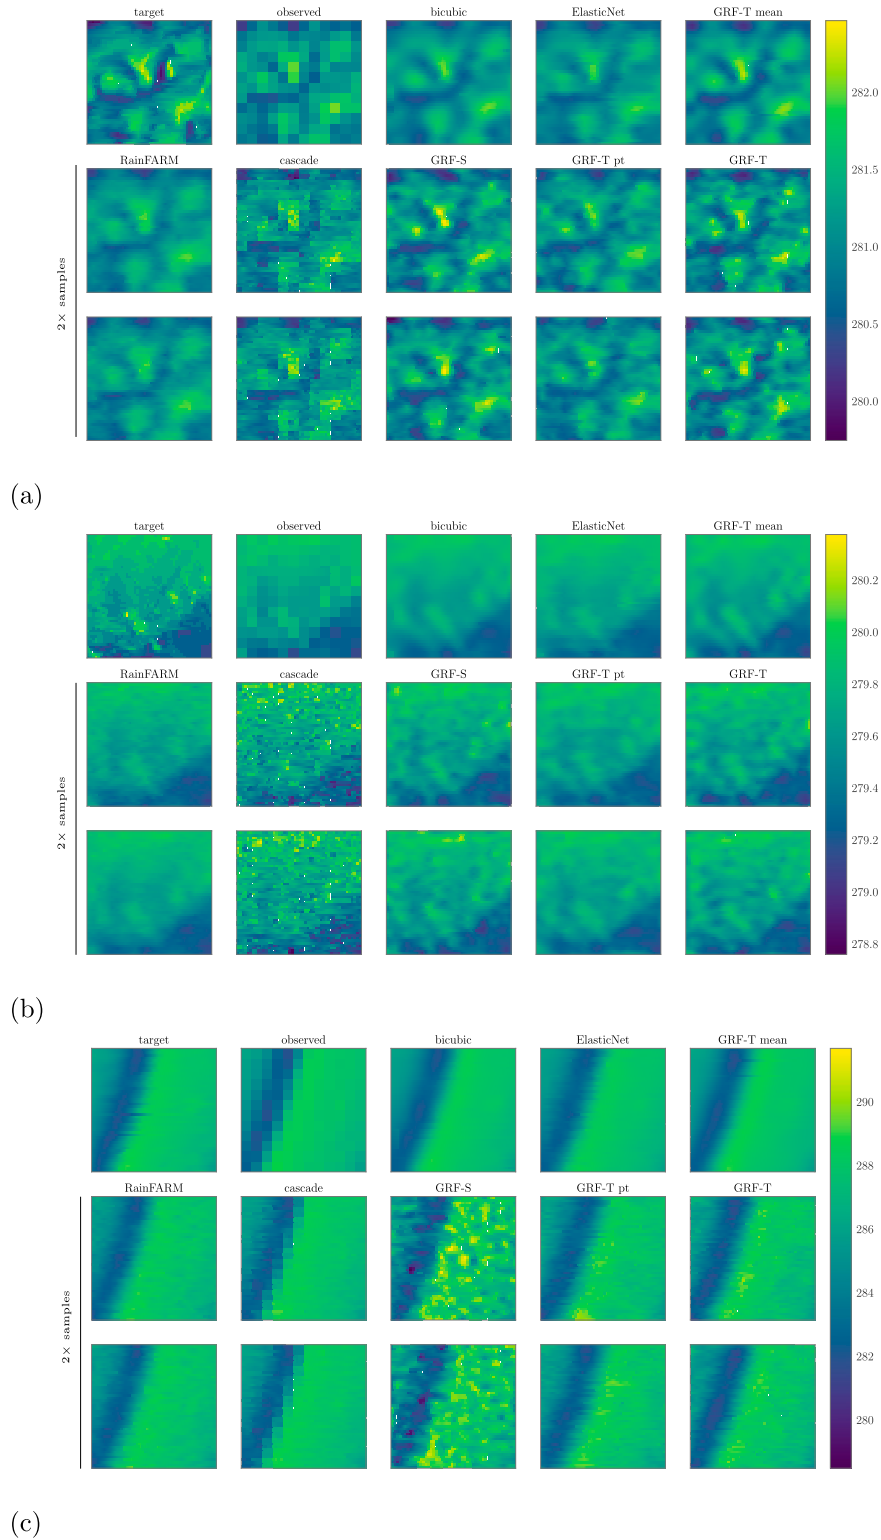 target observed bicubic ElasticNet GRF-T mean
282.0
RainFARM cascade GRF-S GRF-T pt GRF-T
281.5
281.0
2× samples
280.5
280.0
(a)
target observed bicubic ElasticNet GRF-T mean
280.2
280.0
RainFARM cascade GRF-S GRF-T pt GRF-T
279.8
279.6
2× samples
279.4
279.2
279.0
278.8
(b)
target observed bicubic ElasticNet GRF-T mean
290
288
RainFARM cascade GRF-S GRF-T pt GRF-T
286
284
2× samples
282
280
(c)